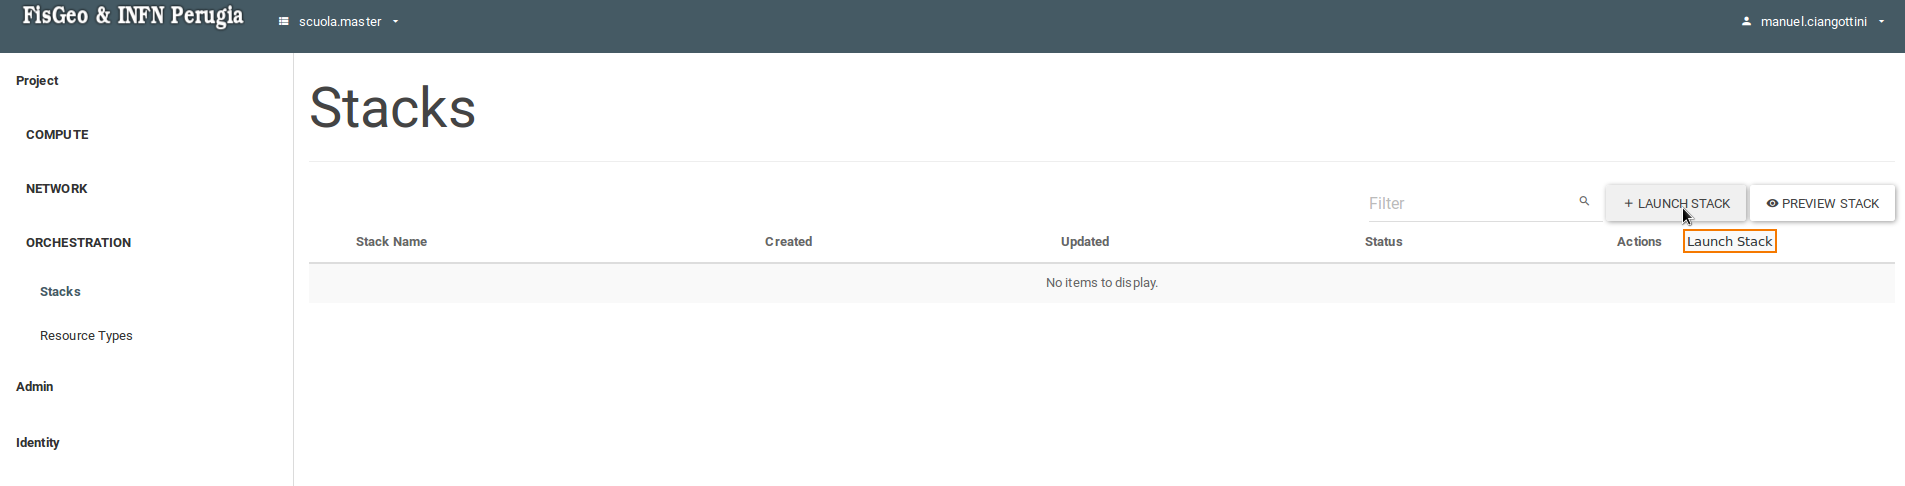 FisGeo & INFN Perugia
scuola.master
manuel.ciangottini
Project
COMPUTE
NETWORK
ORCHESTRATION
Stacks
Resource Types
Admin
Identity
Stacks
Filter
+ LAUNCH STACK
PREVIEW STACK
Stack Name Created Updated Status Actions
Launch Stack
No items to display.